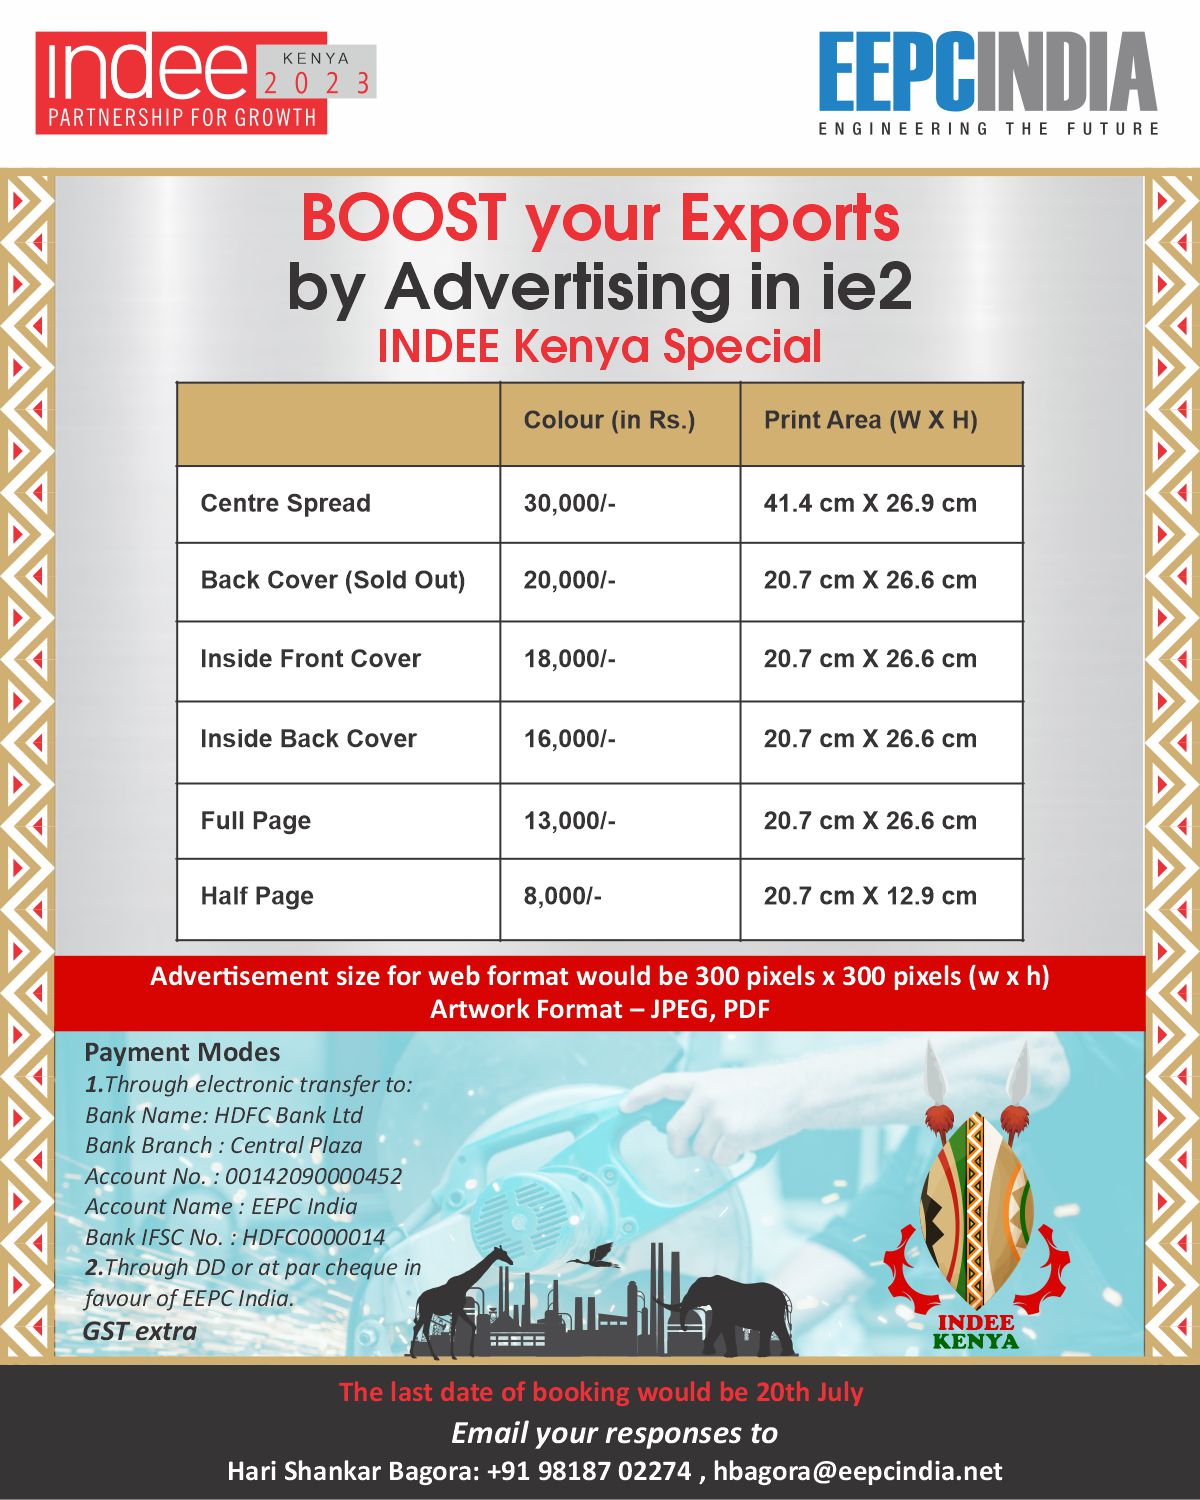 indee
KENYA
2023
PARTNERSHIP FOR GROWTH
EEPCINDIA
ENGINEERING THE FUTURE
BOOST your Exports
by Advertising in ie2
INDEE Kenya Special
Colour (in Rs.) Print Area (W X H)
Centre Spread 30,000/- 41.4 cm X 26.9 cm
Back Cover (Sold Out) 20,000/- 20.7 cm X 26.6 cm
Inside Front Cover 18,000/- 20.7 cm X 26.6 cm
Inside Back Cover 16,000/- 20.7 cm X 26.6 cm
Full Page 13,000/- 20.7 cm X 26.6 cm
Half Page 8,000/- 20.7 cm X 12.9 cm
Advertisement size for web format would be 300 pixels x 300 pixels (w x h)
Artwork Format – JPEG, PDF
Payment Modes
1.Through electronic transfer to:
Bank Name: HDFC Bank Ltd
Bank Branch : Central Plaza
Account No. : 00142090000452
Account Name : EEPC India
Bank IFSC No. : HDFC0000014
2.Through DD or at par cheque in
favour of EEPC India.
GST extra
INDEE
KENYA
The last date of booking would be 20th July
Email your responses to
Hari Shankar Bagora: +91 98187 02274 , hbagora@eepcindia.net